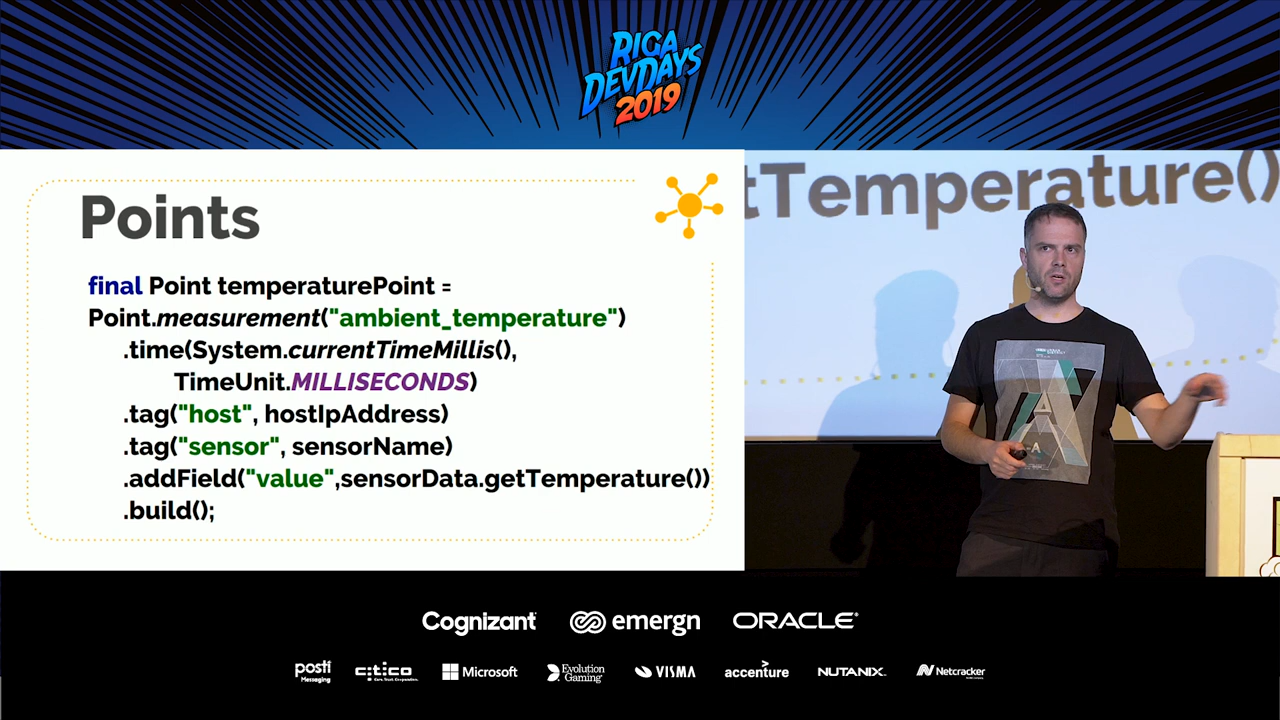 RIGA
DEVDAYS
2019
Points
final Point temperaturePoint =
Point.measurement("ambient_temperature")
.time(System.currentTimeMillis(),
TimeUnit.MILLISECONDS)
.tag("host", hostIpAddress)
.tag("sensor", sensorName)
.addField("value",sensorData.getTemperature())
.build();
tTemperature()
Cognizant
emergn
ORACLE®
posti
Messaging
citico
Microsoft
Evolution
Gaming
VISMA
accenture
NUTANIX
Netcracker